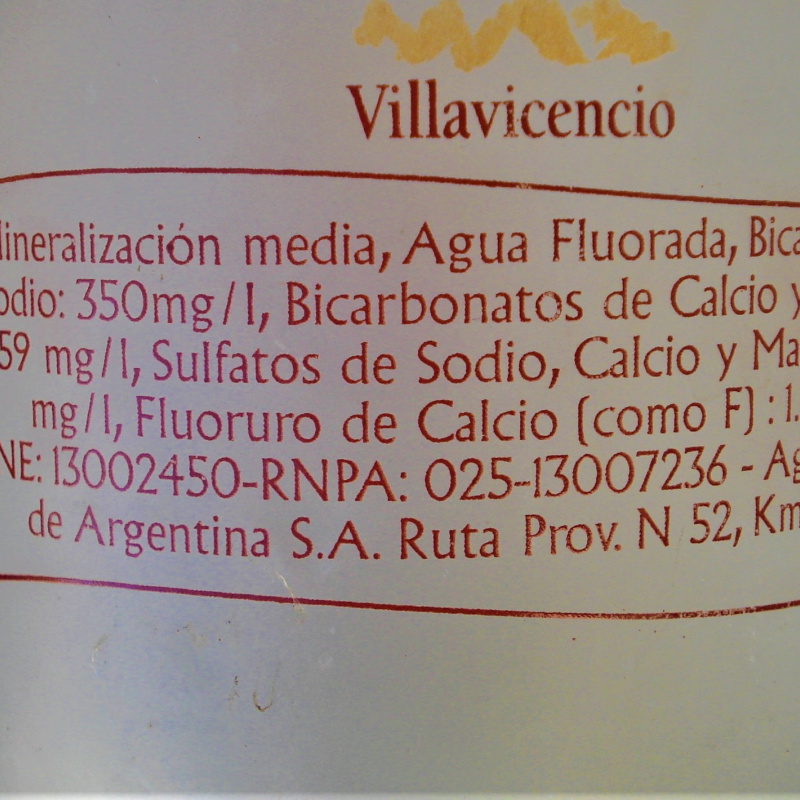 Villavicencio
lineralización media, Agua Fluorada, Bica
odio: 350mg/l, Bicarbonatos de Calcio y
59 mg/l, Sulfatos de Sodio, Calcio y Ma
mg/l, Fluoruro de Calcio (como F) : 1.
NE: 13002450-RNPA: 025-13007236 - Ag
de Argentina S.A. Ruta Prov. N 52, Km